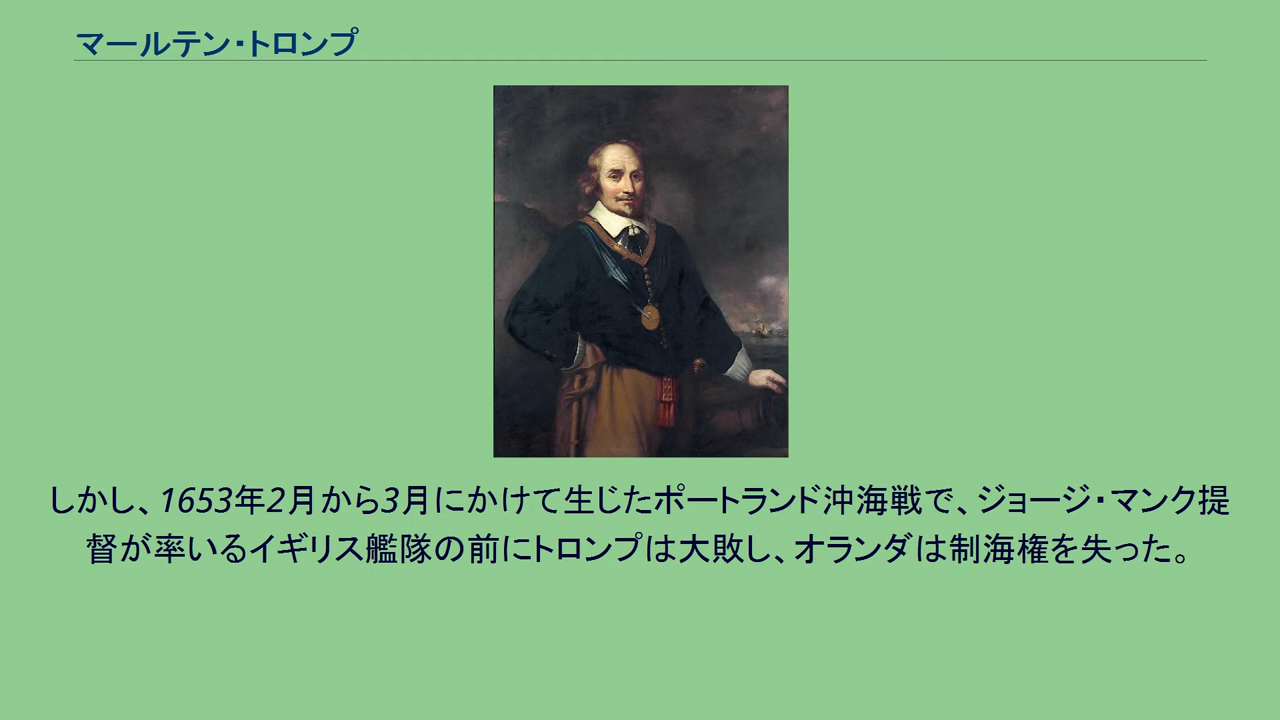 マールテン・トロンプ
しかし、1653年2月から3月にかけて生じたポートランド沖海戦で、ジョージ・マンク提
督が率いるイギリス艦隊の前にトロンプは大敗し、オランダは制海権を失った。